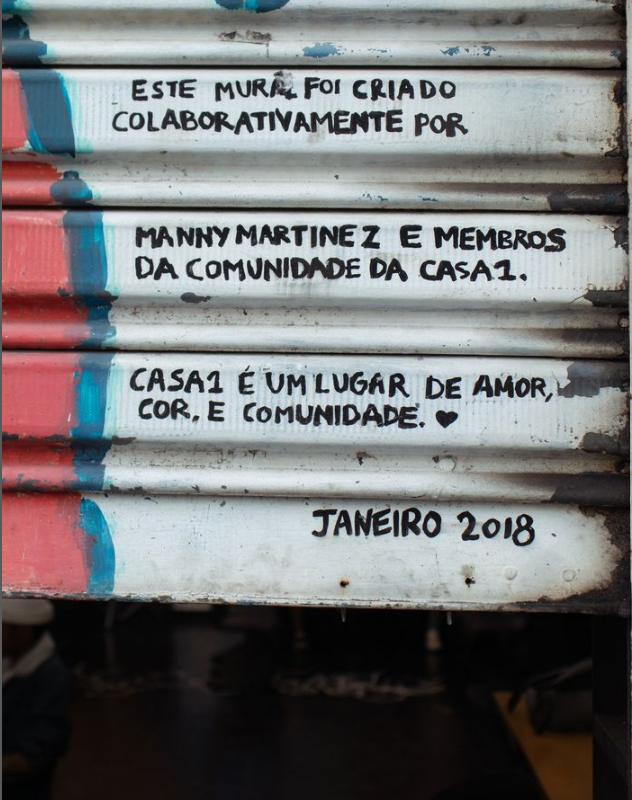 ESTE MURAL FOI CRIADO
COLABORATIVAMENTE POR
MANNY MARTINEZ E MEMBROS
DA COMUNIDADE DA CASA1.
CASA1 É UM LUGAR DE AMOR,
COR. E COMUNIDADE. ♥
JANEIRO 2018